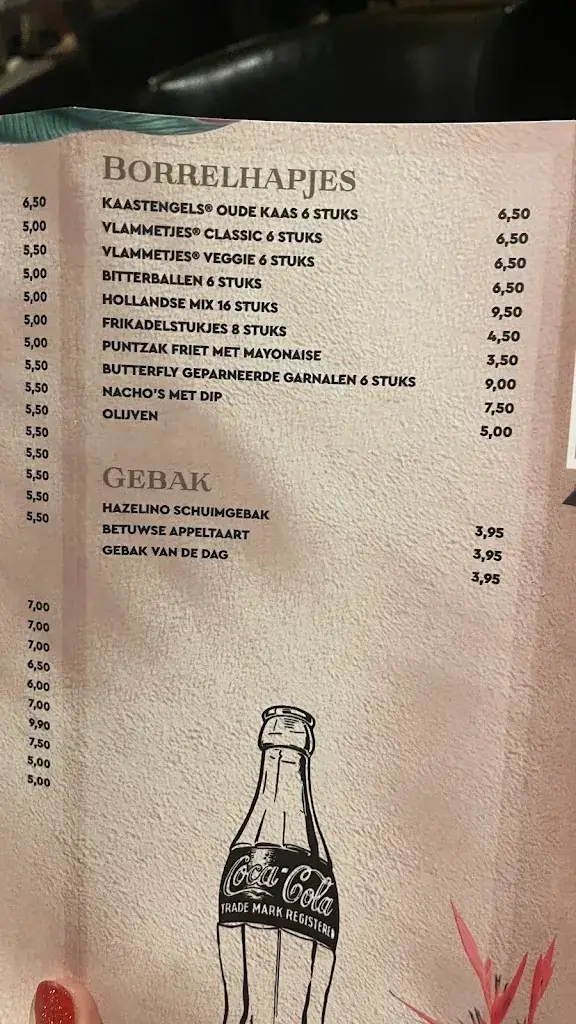 6,50
5,00
5,50
5,00
5,00
5,00
5,00
5,50
5,50
5,50
5,50
5,50
5,50
5,50
5,50
7,00
7,00
7,00
6,50
6,00
7,00
9,90
7,50
5,00
5,00
BORRELHAPJES
KAASTENGELS® OUDE KAAS 6 STUKS 6,50
VLAMMETJES® CLASSIC 6 STUKS 6,50
VLAMMETJES® VEGGIE 6 STUKS 6,50
BITTERBALLEN 6 STUKS 6,50
HOLLANDSE MIX 16 STUKS 9,50
FRIKADELSTUKJES 8 STUKS 4,50
PUNTZAK FRIET MET MAYONAISE 3,50
BUTTERFLY GEPARNEERDE GARNALEN 6 STUKS 9,00
NACHO'S MET DIP 7,50
OLIJVEN 5,00
GEBAK
HAZELINO SCHUIMGEBAK 3,95
BETUWSE APPELTAART 3,95
GEBAK VAN DE DAG 3,95
Coca-Cola
TRADE MARK REGISTERED